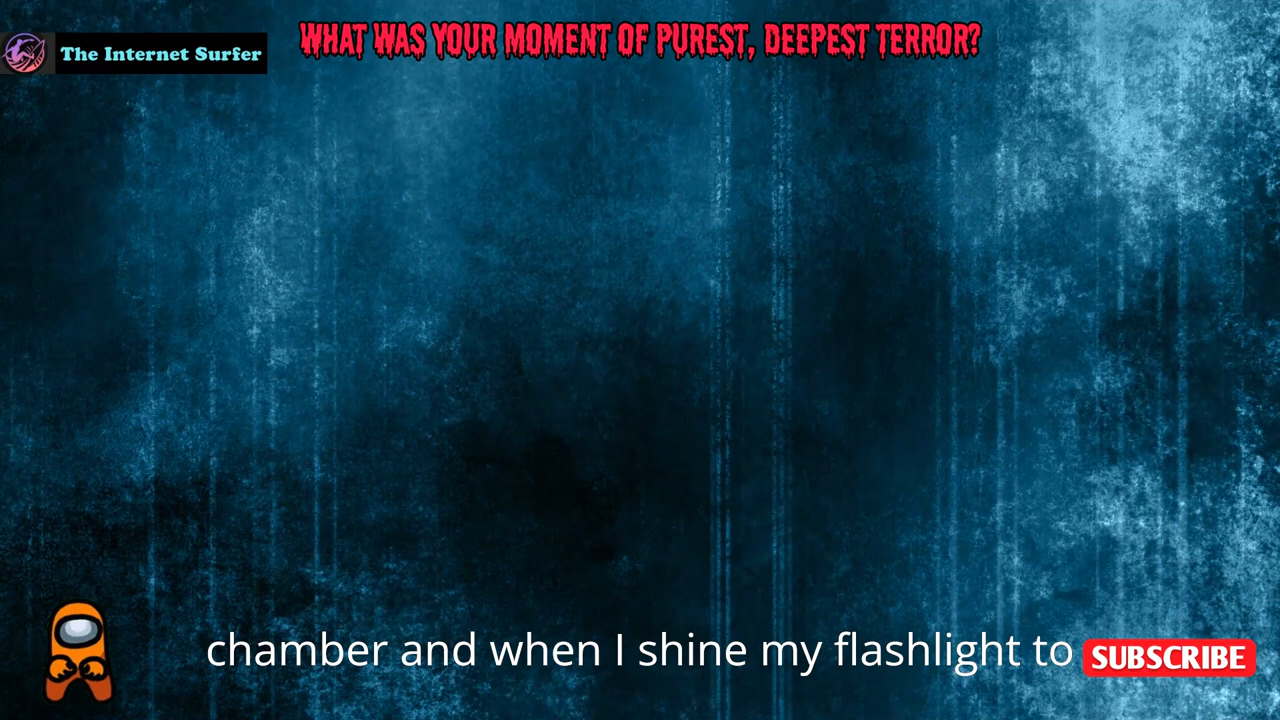 WHAT WAS YOUR MOMENT OF PUREST, DEEPEST TERROR?
The Internet Surfer
chamber and when I shine my flashlight to
SUBSCRIBE